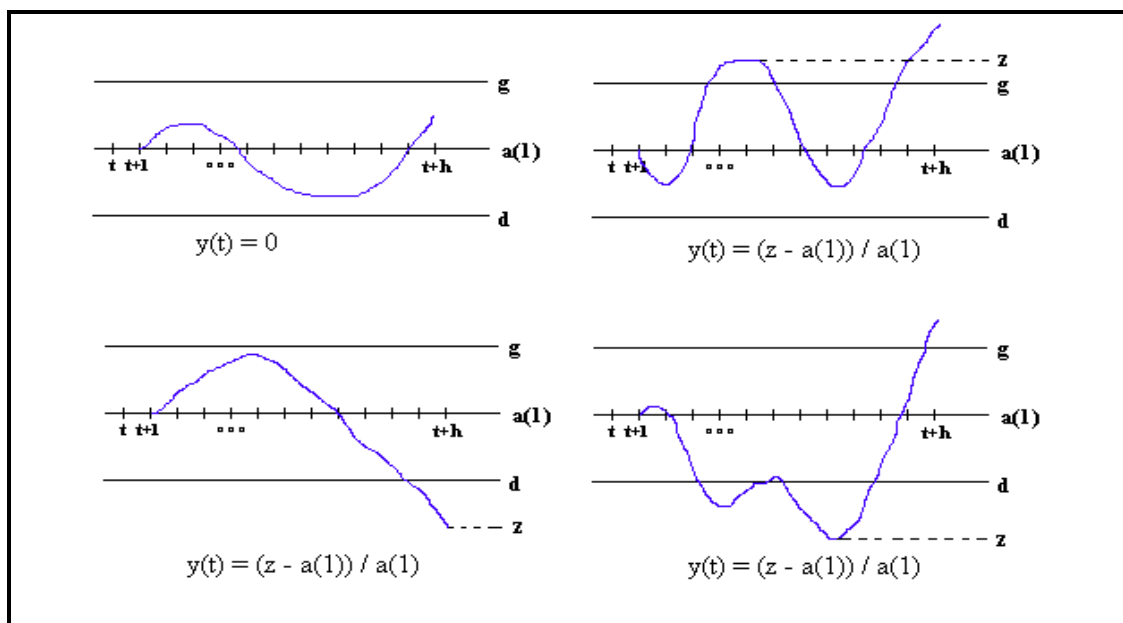 g
a(1)
t t+1 °°° t+h
d
y(t) = 0
z
g
a(1)
t t+1 °°° t+h
d
y(t) = (z - a(1)) / a(1)
g
a(1)
t t+1 °°° t+h
d
z
y(t) = (z - a(1)) / a(1)
g
a(1)
t t+1 °°° t+h
d
z
y(t) = (z - a(1)) / a(1)